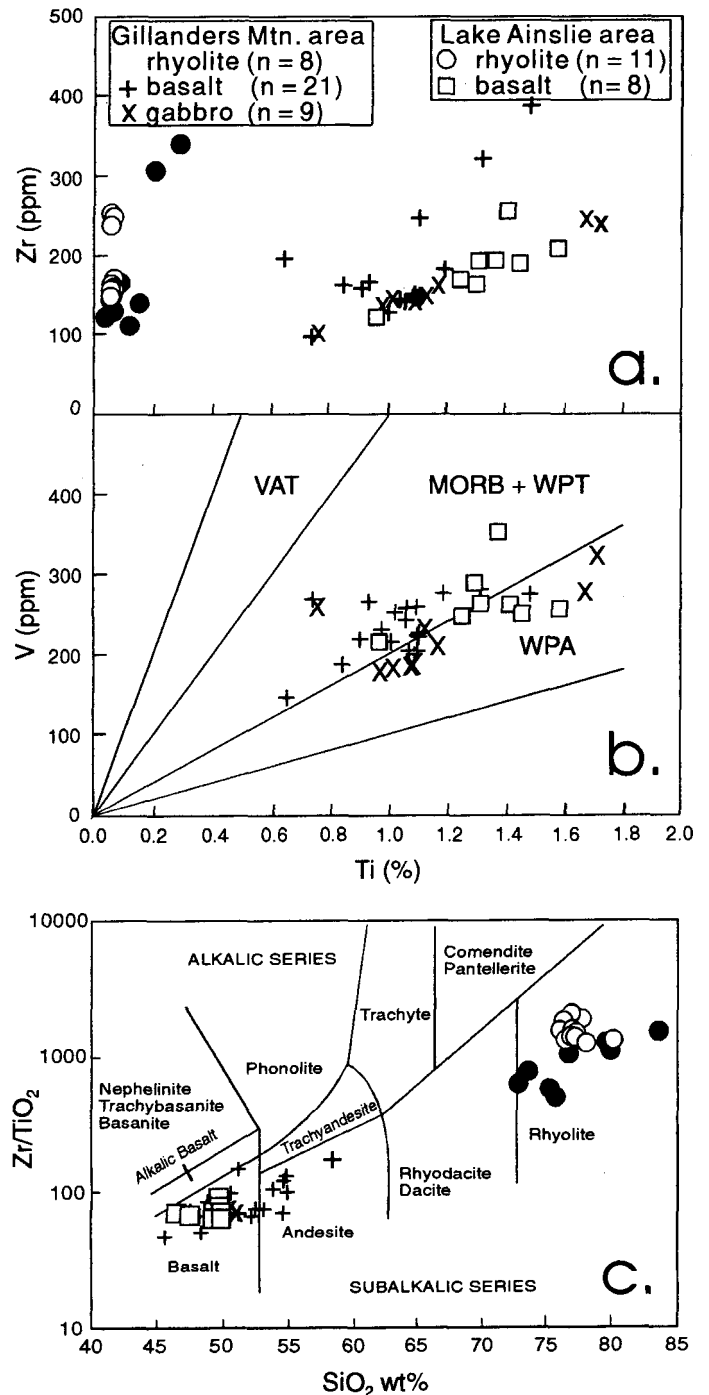 500
400
300
200
100
0
Zr (ppm)
Gillanders Mtn. area
rhyolite (n = 8)
+ basalt (n = 21)
X gabbro (n = 9)
Lake Ainslie area
rhyolite (n = 11)
basalt (n = 8)
a.
400
300
200
100
0
V (ppm)
VAT
MORB + WPT
WPA
b.
0.0 0.2 0.4 0.6 0.8 1.0 1.2 1.4 1.6 1.8 2.0
Ti (%)
10000
1000
100
10
Zr/TiO2
ALKALIC SERIES
Comendite
Pantellerite
Trachyte
Phonolite
Nephelinite
Trachybasanite
Basanite
Alkalic Basalt
Trachyandesite
Rhyolite
Rhyodacite
Dacite
Andesite
Basalt
SUBALKALIC SERIES
c.
40 45 50 55 60 65 70 75 80 85
SiO2 wt%